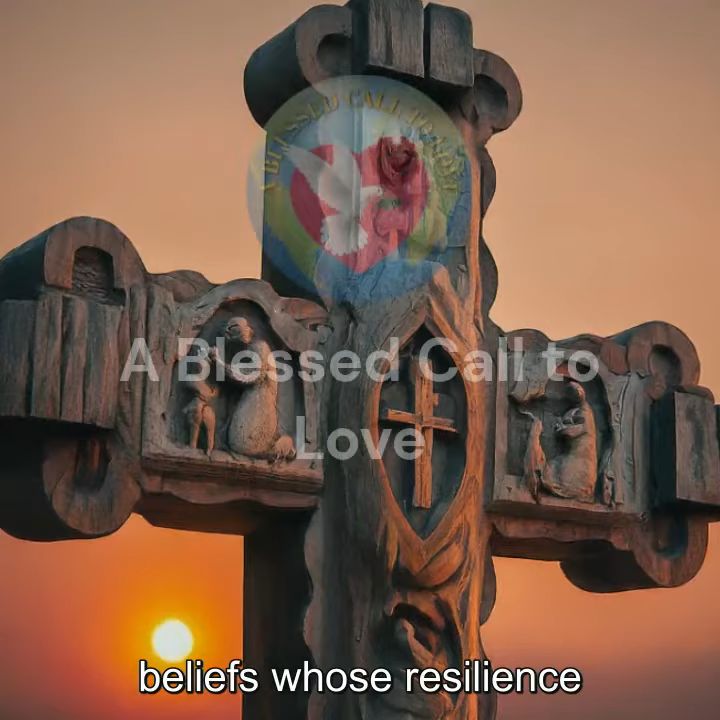 A BLESSED CALL TO LOVE
A Blessed Call to
Love
beliefs whose resilience